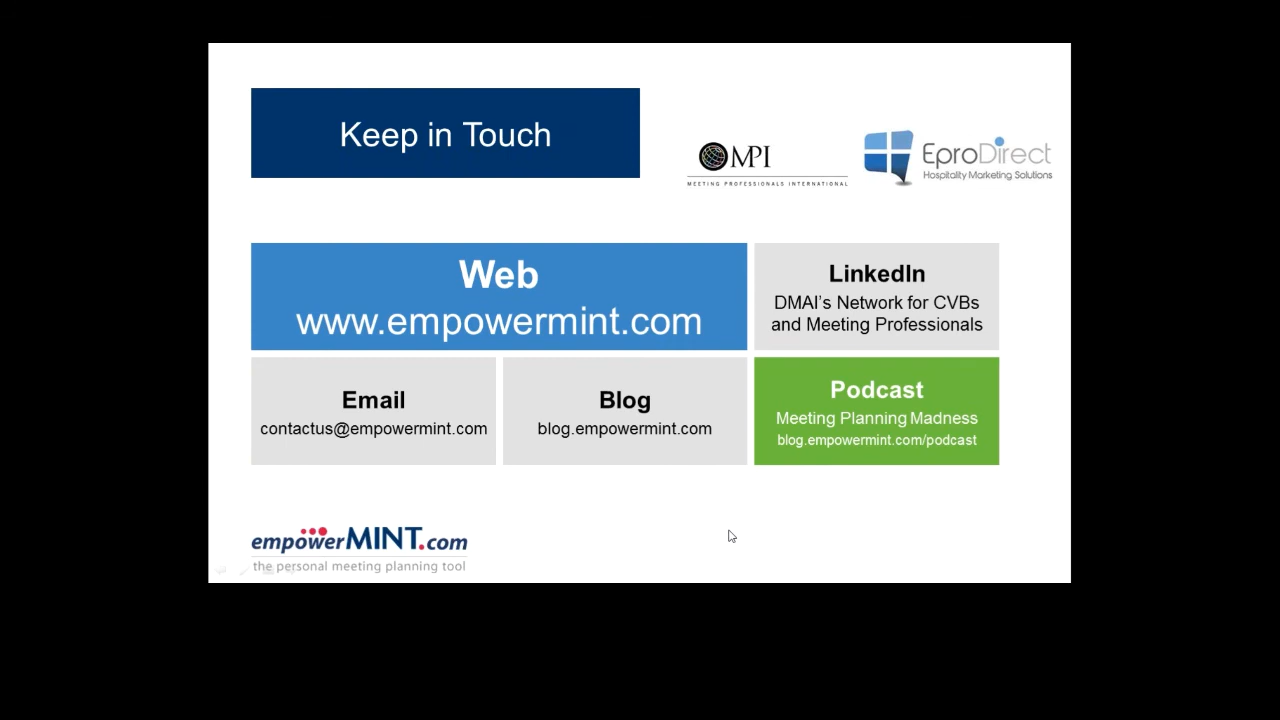 Keep in Touch
MPI
MEETING PROFESSIONALS INTERNATIONAL
EproDirect
Hospitality Marketing Solutions
Web
www.empowermint.com
LinkedIn
DMAI's Network for CVBs
and Meeting Professionals
Email
contactus@empowermint.com
Blog
blog.empowermint.com
Podcast
Meeting Planning Madness
blog.empowermint.com/podcast
empowerMINT.com
the personal meeting planning tool